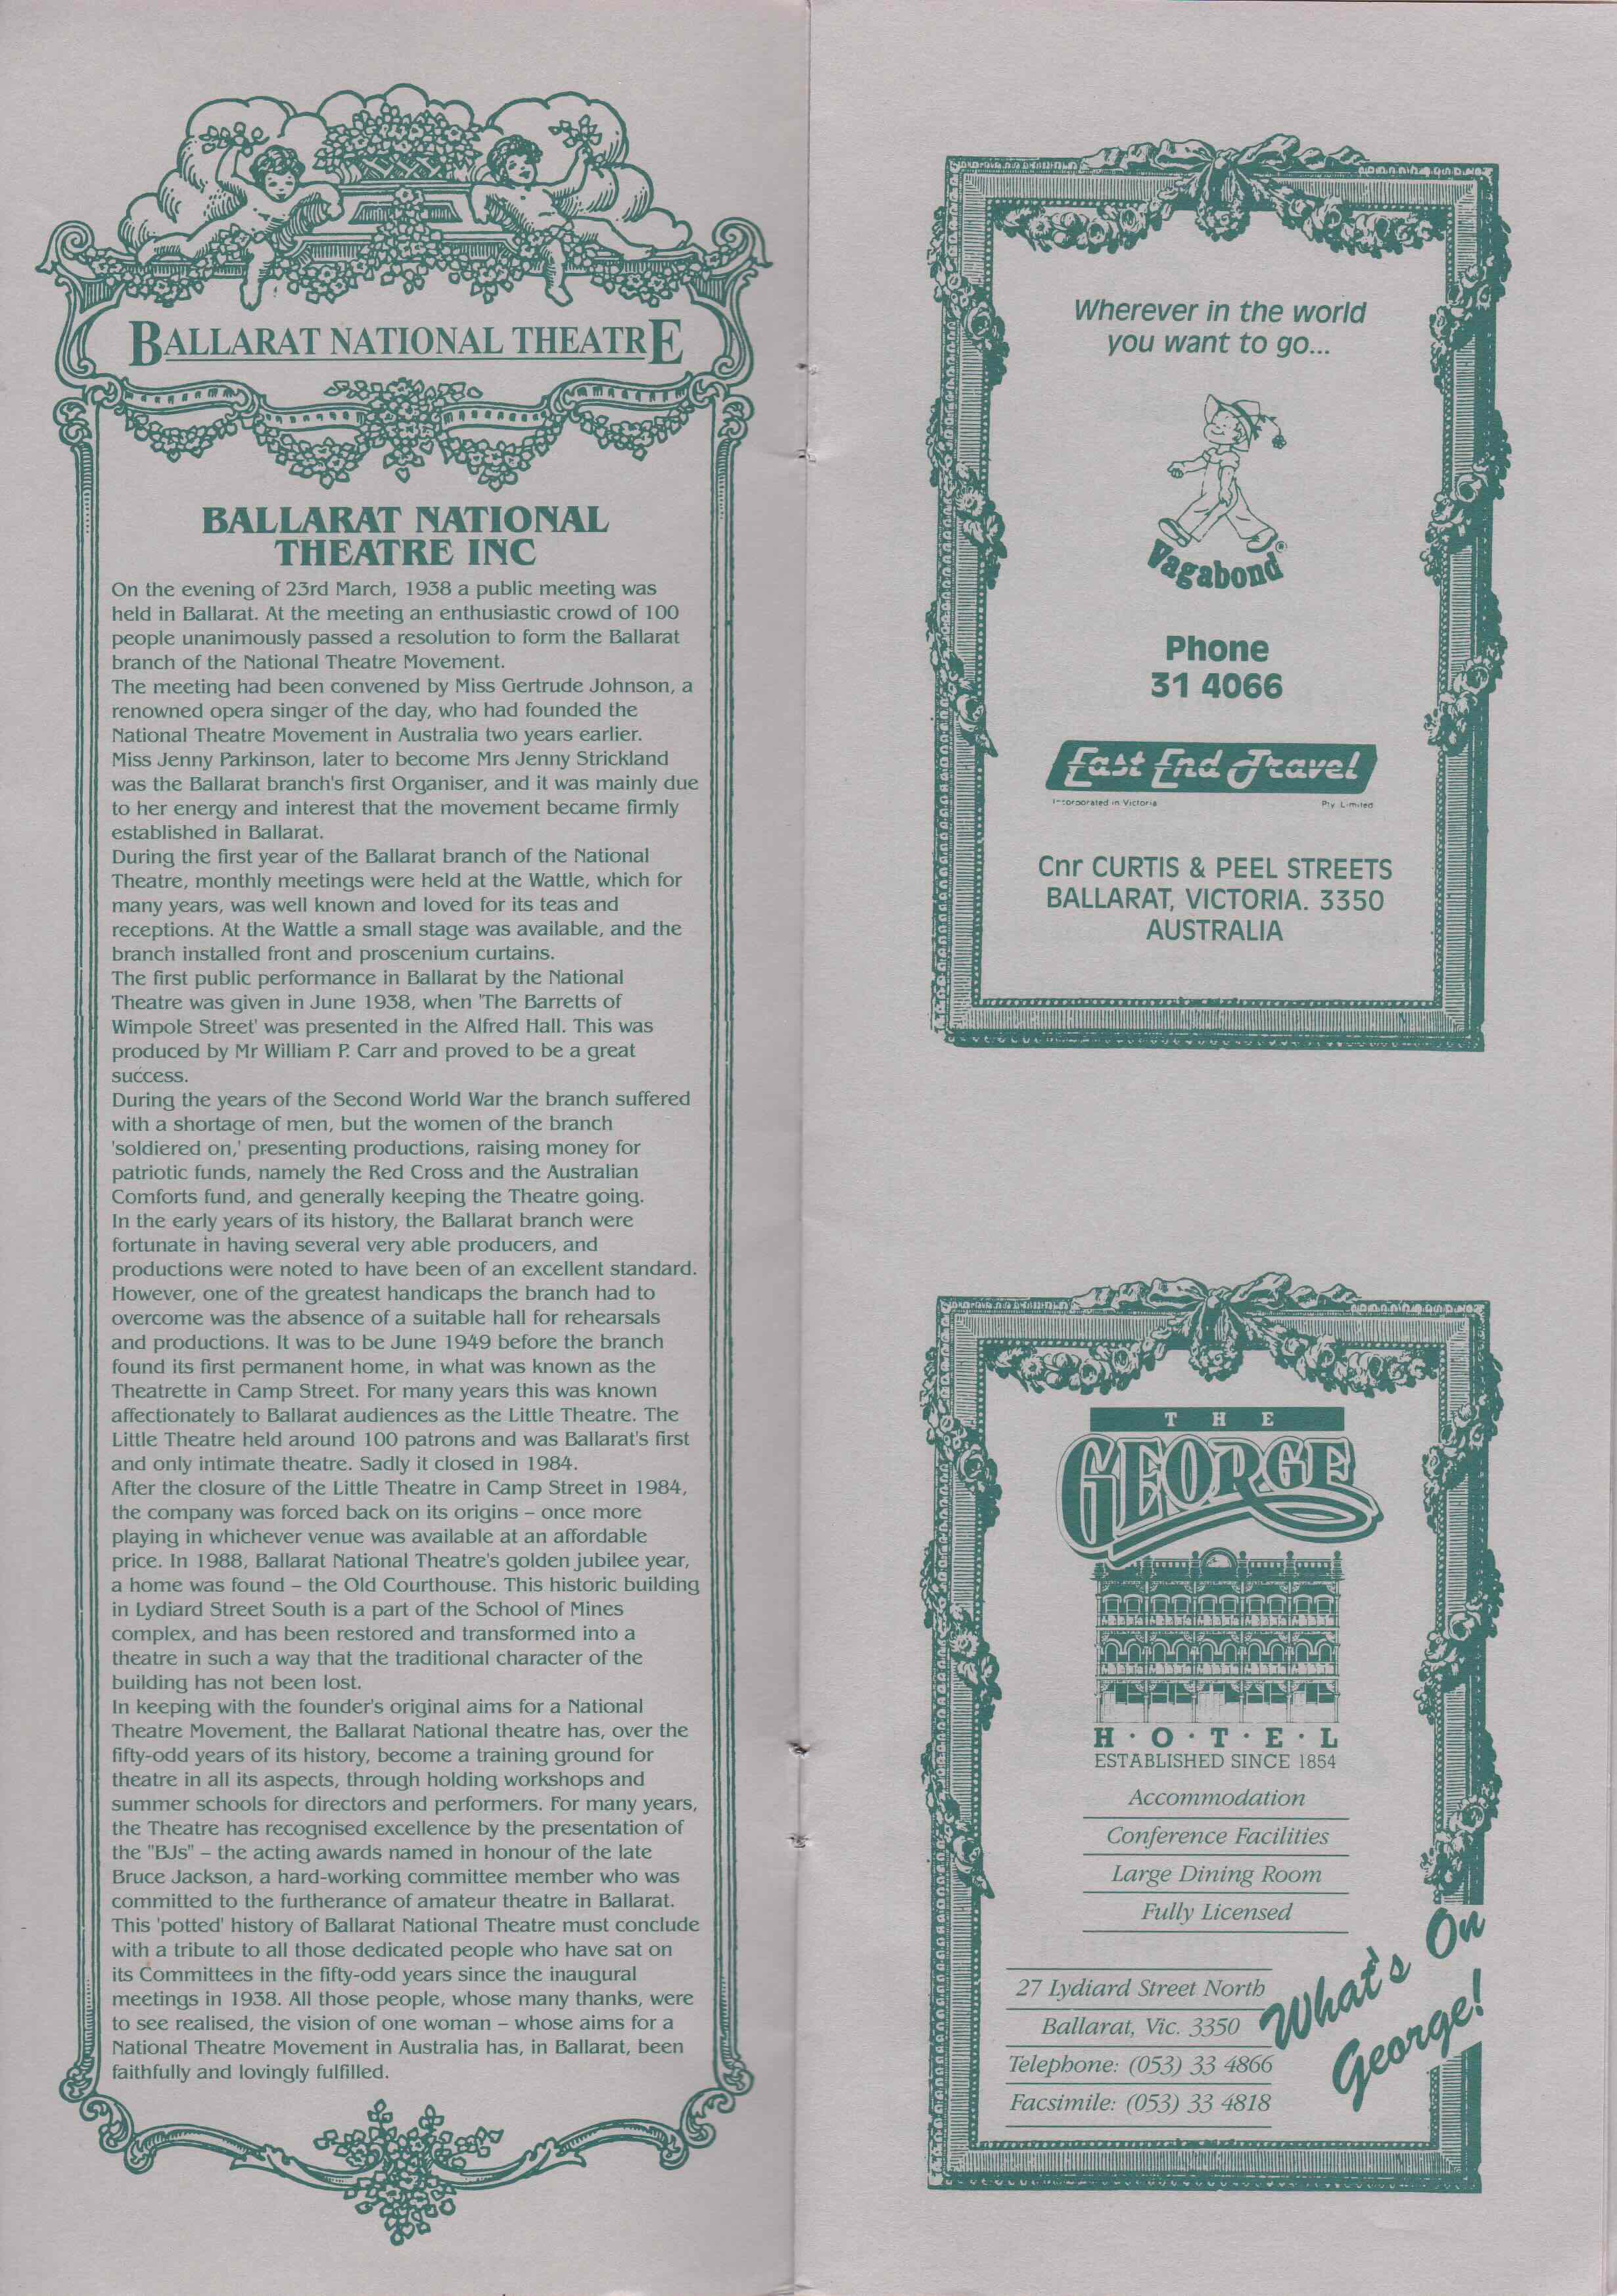 BALLARAT NATIONAL THEATRE
BALLARAT NATIONAL
THEATRE INC
On the evening of 23rd March, 1938 a public meeting was
held in Ballarat. At the meeting an enthusiastic crowd of 100
people unanimously passed a resolution to form the Ballarat
branch of the National Theatre Movement.
The meeting had been convened by Miss Gertrude Johnson, a
renowned opera singer of the day, who had founded the
National Theatre Movement in Australia two years earlier.
Miss Jenny Parkinson, later to become Mrs Jenny Strickland
was the Ballarat branch's first Organiser, and it was mainly due
to her energy and interest that the movement became firmly
established in Ballarat.
During the first year of the Ballarat branch of the National
Theatre, monthly meetings were held at the Wattle, which for
many years, was well known and loved for its teas and
receptions. At the Wattle a small stage was available, and the
branch installed front and proscenium curtains.
The first public performance in Ballarat by the National
Theatre was given in June 1938, when 'The Barretts of
Wimpole Street' was presented in the Alfred Hall. This was
produced by Mr William P. Carr and proved to be a great
success.
During the years of the Second World War the branch suffered
with a shortage of men, but the women of the branch
'soldiered on,' presenting productions, raising money for
patriotic funds, namely the Red Cross and the Australian
Comforts fund, and generally keeping the Theatre going.
In the early years of its history, the Ballarat branch were
fortunate in having several very able producers, and
productions were noted to have been of an excellent standard.
However, one of the greatest handicaps the branch had to
overcome was the absence of a suitable hall for rehearsals
and productions. It was to be June 1949 before the branch
found its first permanent home, in what was known as the
Theatrette in Camp Street. For many years this was known
affectionately to Ballarat audiences as the Little Theatre. The
Little Theatre held around 100 patrons and was Ballarat's first
and only intimate theatre. Sadly it closed in 1984.
After the closure of the Little Theatre in Camp Street in 1984,
the company was forced back on its origins – once more
playing in whichever venue was available at an affordable
price. In 1988, Ballarat National Theatre's golden jubilee year,
a home was found – the Old Courthouse. This historic building
in Lydiard Street South is a part of the School of Mines
complex, and has been restored and transformed into a
theatre in such a way that the traditional character of the
building has not been lost.
In keeping with the founder's original aims for a National
Theatre Movement, the Ballarat National theatre has, over the
fifty-odd years of its history, become a training ground for
theatre in all its aspects, through holding workshops and
summer schools for directors and performers. For many years,
the Theatre has recognised excellence by the presentation of
the "BJs" – the acting awards named in honour of the late
Bruce Jackson, a hard-working committee member who was
committed to the furtherance of amateur theatre in Ballarat.
This 'potted' history of Ballarat National Theatre must conclude
with a tribute to all those dedicated people who have sat on
its Committees in the fifty-odd years since the inaugural
meetings in 1938. All those people, whose many thanks, were
to see realised, the vision of one woman – whose aims for a
National Theatre Movement in Australia has, in Ballarat, been
faithfully and lovingly fulfilled.
Wherever in the world
you want to go...
Vagabond®
Phone
31 4066
East End Travel
Incorporated in Victoria Pty. Limited
Cnr CURTIS & PEEL STREETS
BALLARAT, VICTORIA. 3350
AUSTRALIA
THE
GEORGE
H·O·T·E·L
ESTABLISHED SINCE 1854
Accommodation
Conference Facilities
Large Dining Room
Fully Licensed
27 Lydiard Street North
Ballarat, Vic. 3350
Telephone: (053) 33 4866
Facsimile: (053) 33 4818
What's On
George!